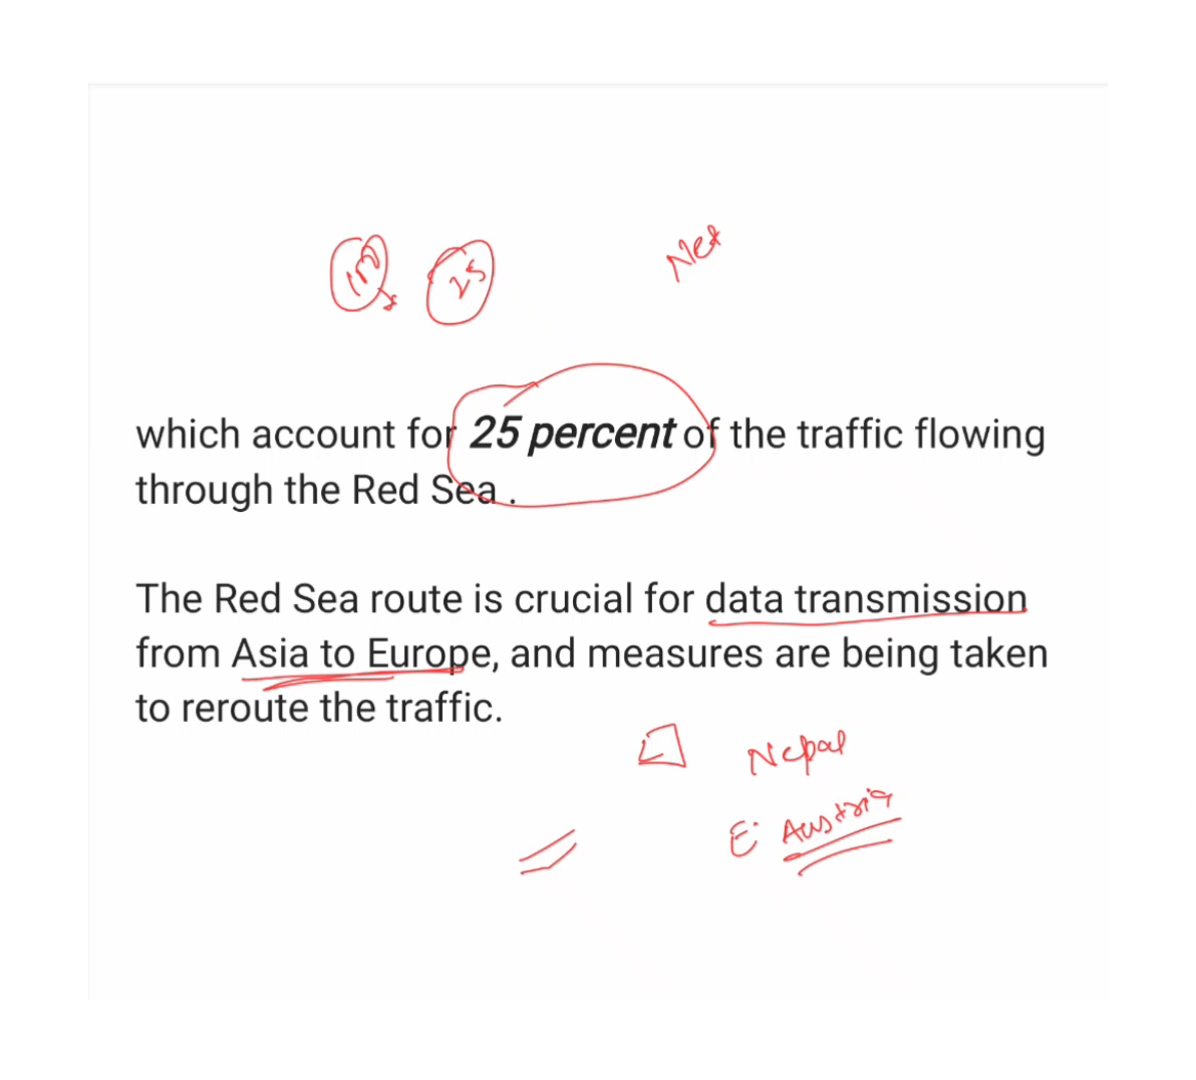 100 25 Net
which account for 25 percent of the traffic flowing
through the Red Sea .
The Red Sea route is crucial for data transmission
from Asia to Europe, and measures are being taken
to reroute the traffic.
Nepal
E: Austria